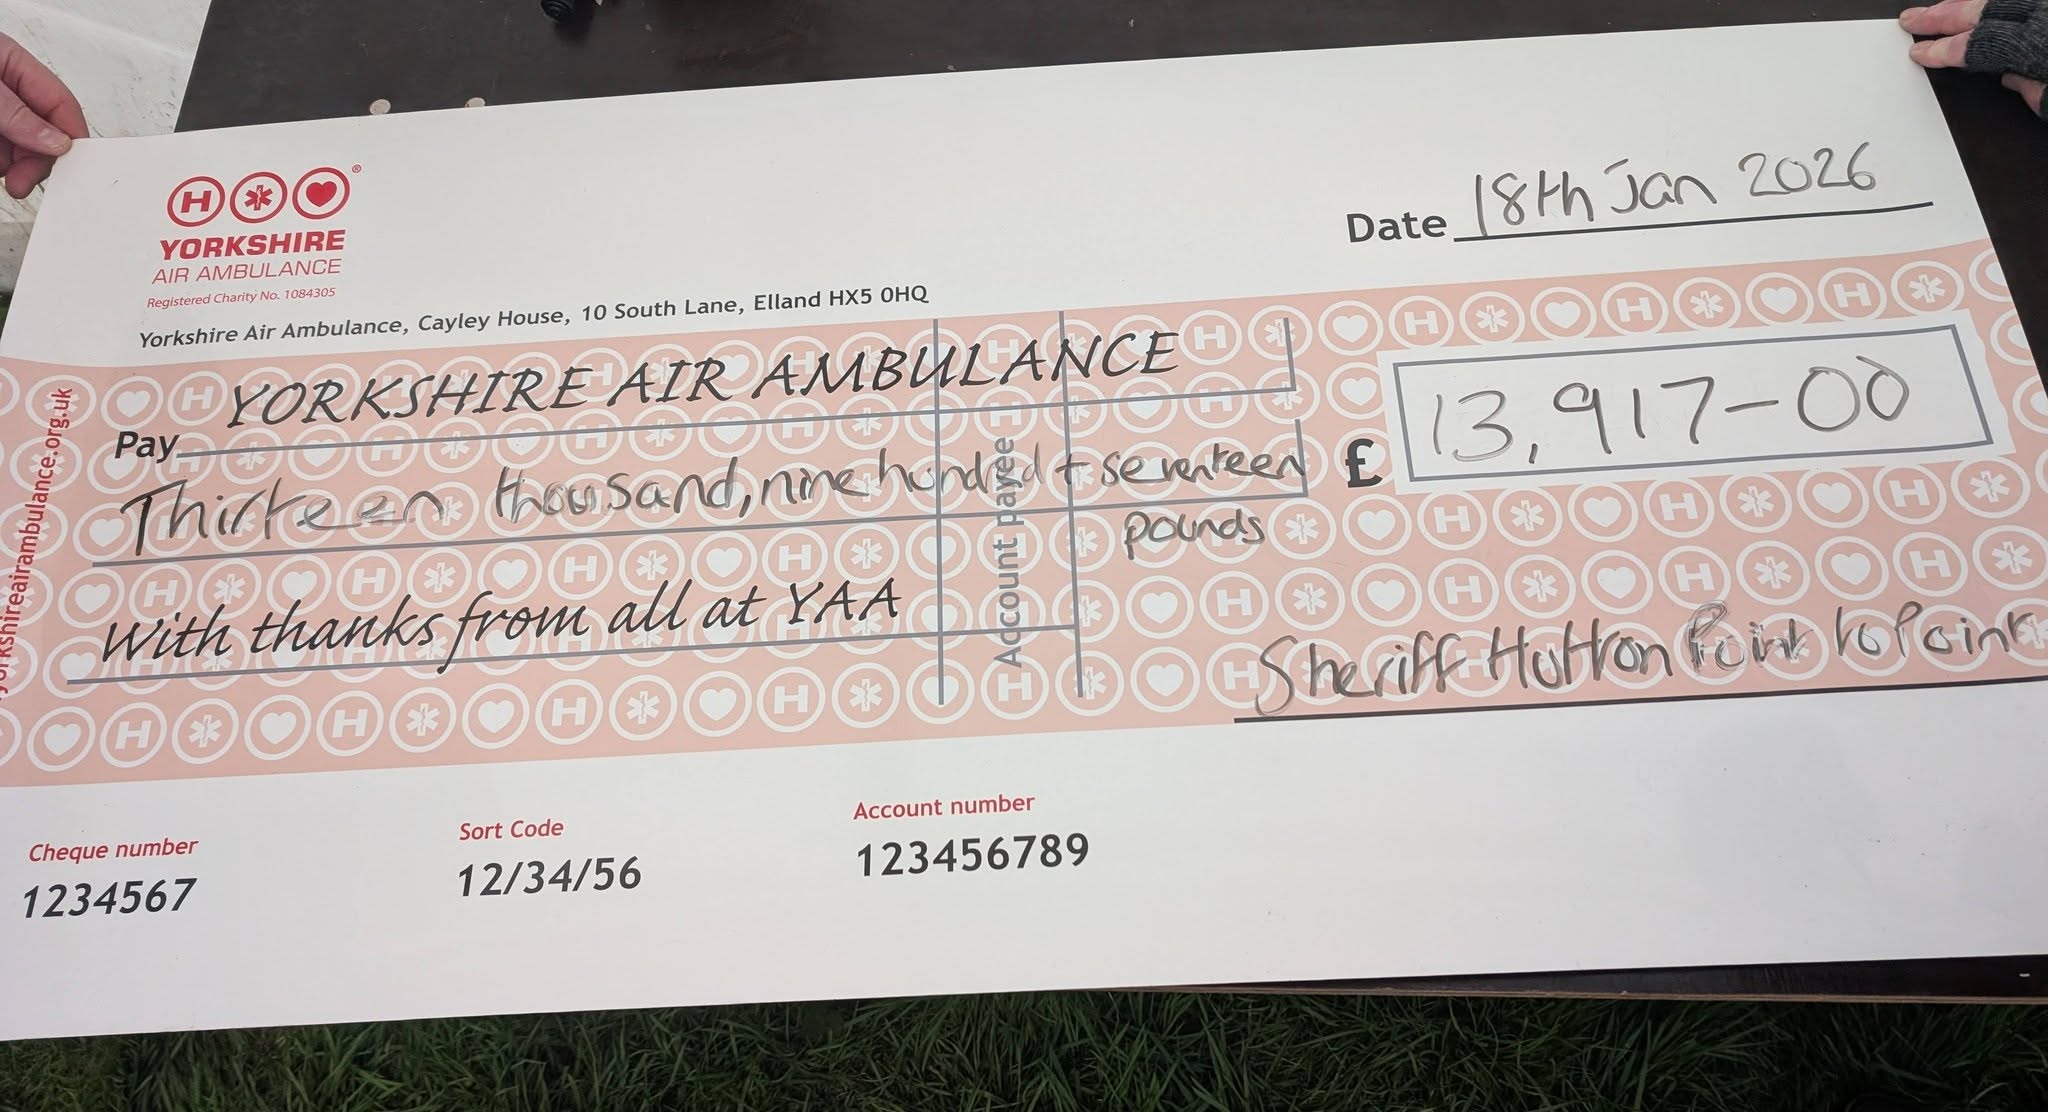 H ®
YORKSHIRE
AIR AMBULANCE
Registered Charity No. 1084305
Yorkshire Air Ambulance, Cayley House, 10 South Lane, Elland HX5 0HQ
Date 18th Jan 2026
yorkshireairambulance.org.uk
Pay YORKSHIRE AIR AMBULANCE
£ 13,917-00
Thirteen thousand, nine hundred + seventeen
pounds
Account payee
With thanks from all at YAA
Sheriff Hutton Point to Point
Cheque number
1234567
Sort Code
12/34/56
Account number
123456789